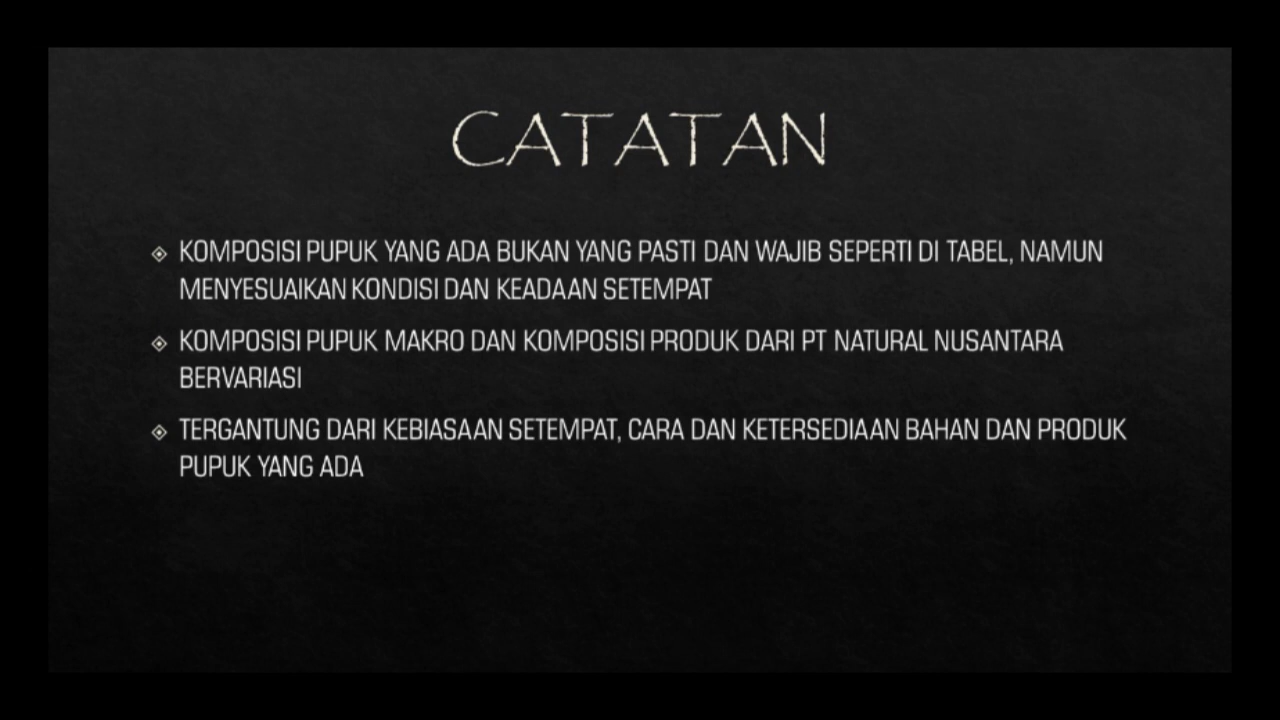 CATATAN
KOMPOSISI PUPUK YANG ADA BUKAN YANG PASTI DAN WAJIB SEPERTI DI TABEL, NAMUN
MENYESUAIKAN KONDISI DAN KEADAAN SETEMPAT
KOMPOSISI PUPUK MAKRO DAN KOMPOSISI PRODUK DARI PT NATURAL NUSANTARA
BERVARIASI
TERGANTUNG DARI KEBIASAAN SETEMPAT, CARA DAN KETERSEDIAAN BAHAN DAN PRODUK
PUPUK YANG ADA